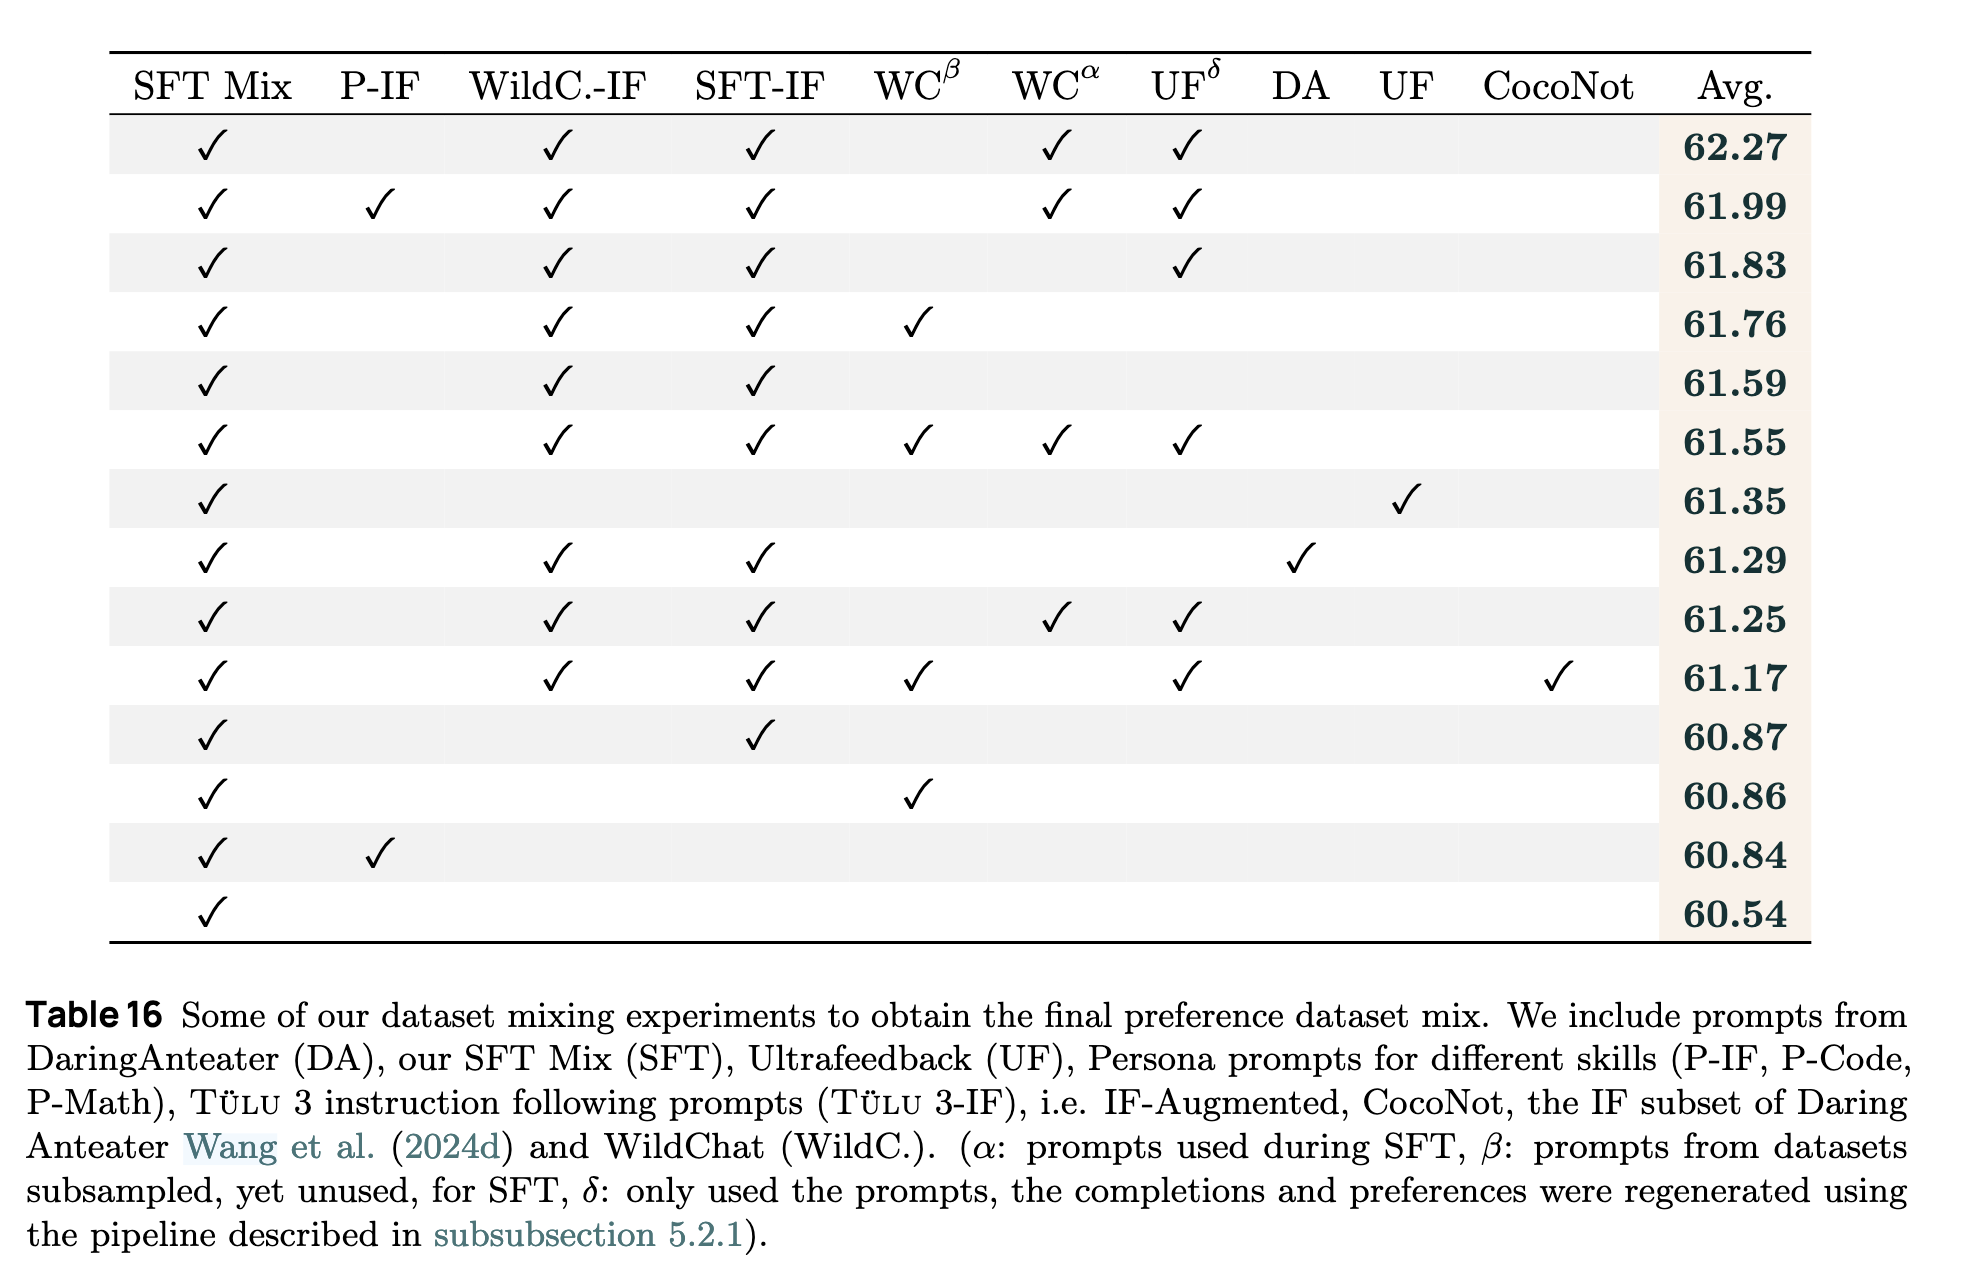 SFT Mix P-IF WildC.-IF SFT-IF WC^β WC^α UF^δ DA UF CocoNot Avg.
✓ ✓ ✓ ✓ ✓ 62.27
✓ ✓ ✓ ✓ ✓ ✓ 61.99
✓ ✓ ✓ ✓ 61.83
✓ ✓ ✓ ✓ 61.76
✓ ✓ ✓ 61.59
✓ ✓ ✓ ✓ ✓ ✓ 61.55
✓ ✓ 61.35
✓ ✓ ✓ ✓ 61.29
✓ ✓ ✓ ✓ ✓ 61.25
✓ ✓ ✓ ✓ ✓ ✓ 61.17
✓ ✓ 60.87
✓ ✓ 60.86
✓ ✓ 60.84
✓ 60.54
Table 16 Some of our dataset mixing experiments to obtain the final preference dataset mix. We include prompts from
DaringAnteater (DA), our SFT Mix (SFT), Ultrafeedback (UF), Persona prompts for different skills (P-IF, P-Code,
P-Math), TÜLU 3 instruction following prompts (TÜLU 3-IF), i.e. IF-Augmented, CocoNot, the IF subset of Daring
Anteater Wang et al. (2024d) and WildChat (WildC.). (α: prompts used during SFT, β: prompts from datasets
subsampled, yet unused, for SFT, δ: only used the prompts, the completions and preferences were regenerated using
the pipeline described in subsubsection 5.2.1).